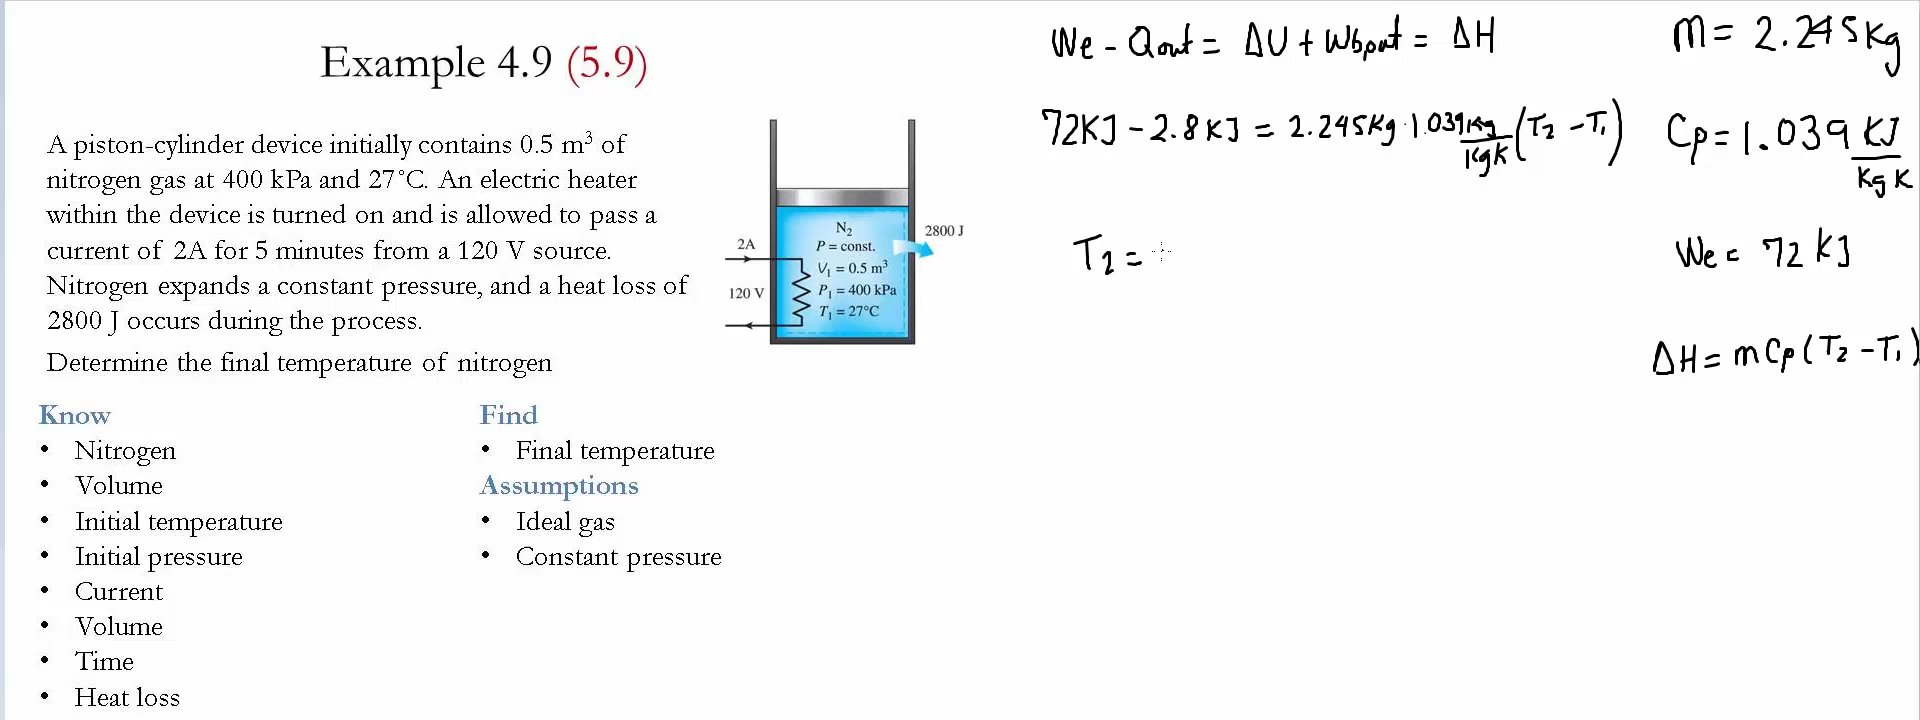 Example 4.9 (5.9)
A piston-cylinder device initially contains 0.5 m³ of
nitrogen gas at 400 kPa and 27°C. An electric heater
within the device is turned on and is allowed to pass a
current of 2A for 5 minutes from a 120 V source.
Nitrogen expands a constant pressure, and a heat loss of
2800 J occurs during the process.
Determine the final temperature of nitrogen
Know
• Nitrogen
• Volume
• Initial temperature
• Initial pressure
• Current
• Volume
• Time
• Heat loss
Find
• Final temperature
Assumptions
• Ideal gas
• Constant pressure
2A
120 V
N₂
P = const.
V₁ = 0.5 m³
P₁ = 400 kPa
T₁ = 27°C
2800 J
We - Qout = ΔU + Wbout = ΔH
72KJ - 2.8KJ = 2.245Kg · 1.039 Kg/KgK (T₂ - T₁)
T₂ =
m = 2.245Kg
Cp = 1.039 KJ/KgK
We = 72 KJ
ΔH = mCp(T₂ - T₁)